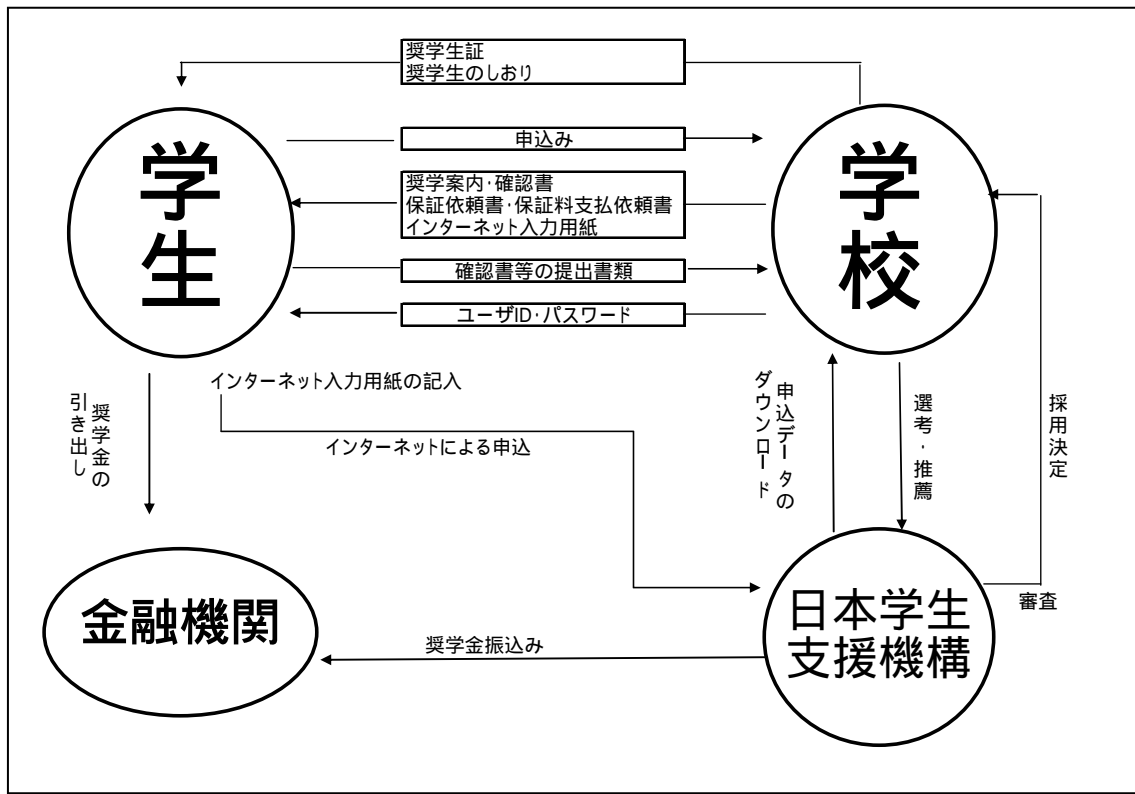 奨学生証
奨学生のしおり
学生
学校
申込み
奨学案内・確認書
保証依頼書・保証料支払依頼書
インターネット入力用紙
確認書等の提出書類
ユーザID・パスワード
インターネット入力用紙の記入
インターネットによる申込
奨学金の
引き出し
申込データの
ダウンロード
選考・推薦
採用決定
金融機関
奨学金振込み
日本学生
支援機構
審査